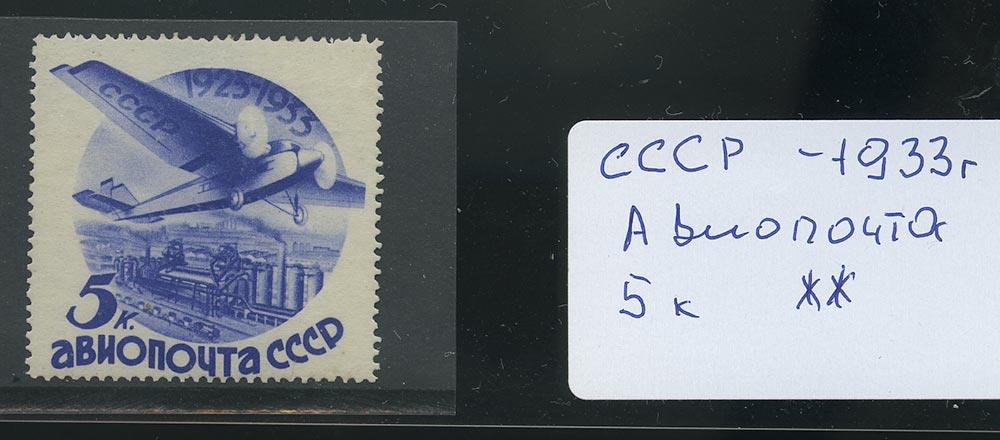 1923-1933
СССР
5 к.
авиопочта СССР
СССР - 1933 г
Авиопочта
5 к **